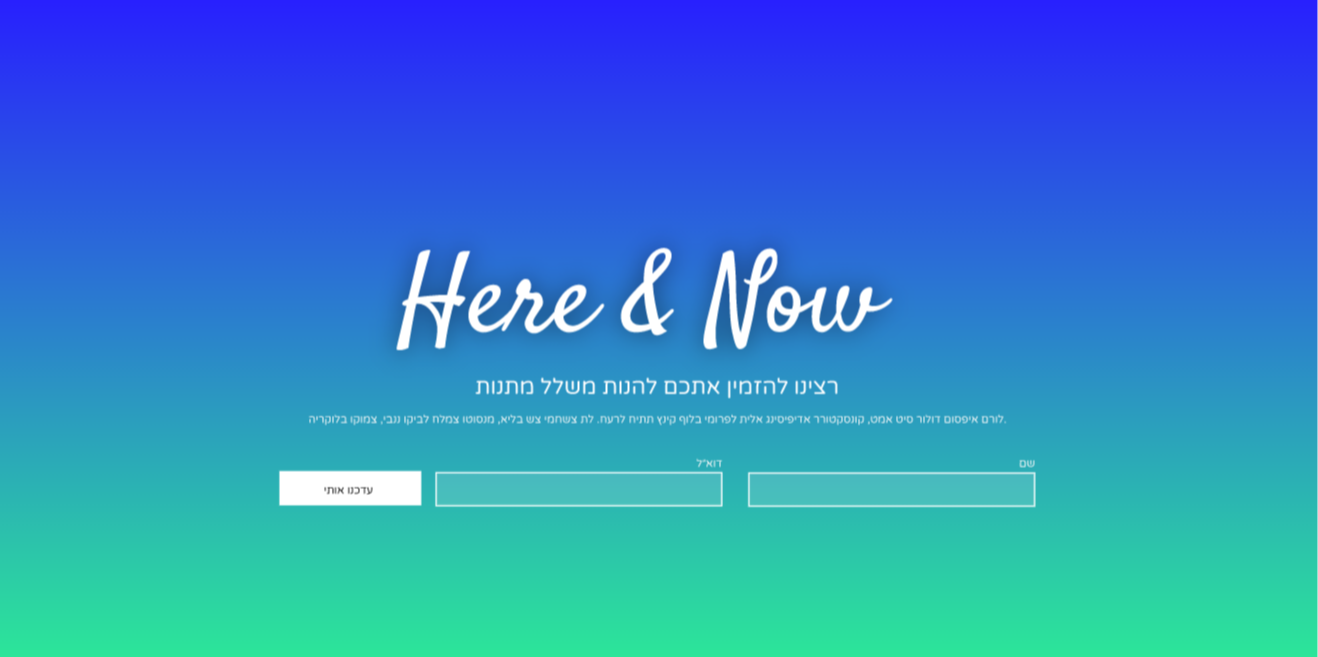 Here & Now
רצינו להזמין אתכם להנות משלל מתנות
לורם איפסום דולור סיט אמט, קונסקטורר אדיפיסינג אלית לפרומי בלוף קינץ תתיח לרעח. לת צשחמי צש בליא, מנסוטו צמלח לביקו ננבי, צמוקו בלוקריה.
שם
דוא״ל
עדכנו אותי